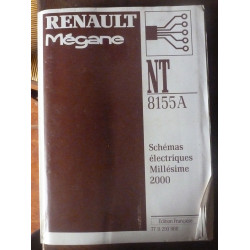 RENAULT
Mégane
NT
8155A
Schémas
électriques
Millésime
2000
Edition Française